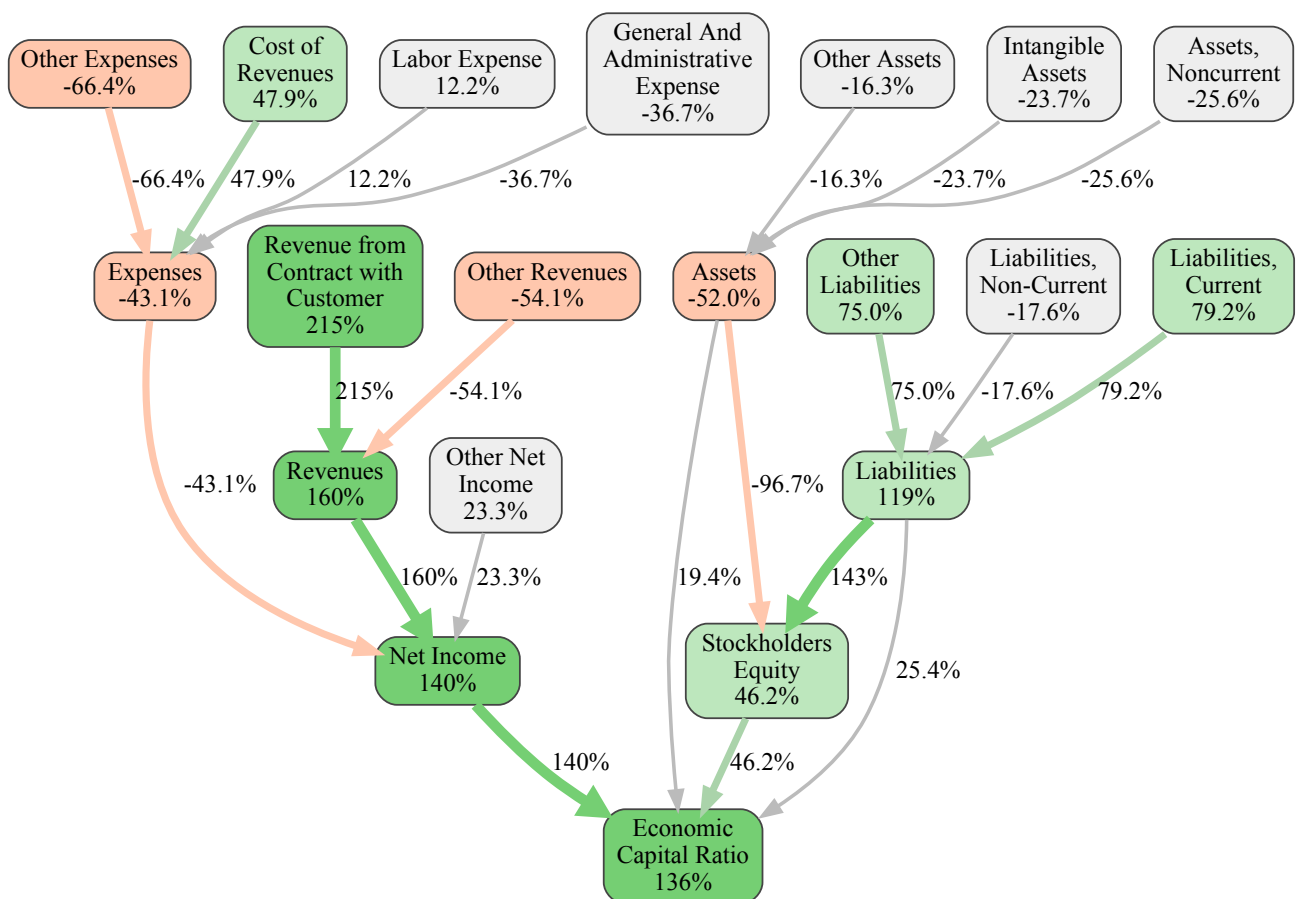 Other Expenses
-66.4%
Cost of
Revenues
47.9%
Labor Expense
12.2%
General And
Administrative
Expense
-36.7%
Other Assets
-16.3%
Intangible
Assets
-23.7%
Assets,
Noncurrent
-25.6%
-66.4%
47.9%
12.2%
-36.7%
-16.3%
-23.7%
-25.6%
Expenses
-43.1%
Revenue from
Contract with
Customer
215%
Other Revenues
-54.1%
Assets
-52.0%
Other
Liabilities
75.0%
Liabilities,
Non-Current
-17.6%
Liabilities,
Current
79.2%
215%
-54.1%
75.0%
-17.6%
79.2%
-43.1%
Revenues
160%
Other Net
Income
23.3%
-96.7%
Liabilities
119%
160%
23.3%
19.4%
143%
Net Income
140%
Stockholders
Equity
46.2%
25.4%
140%
46.2%
Economic
Capital Ratio
136%